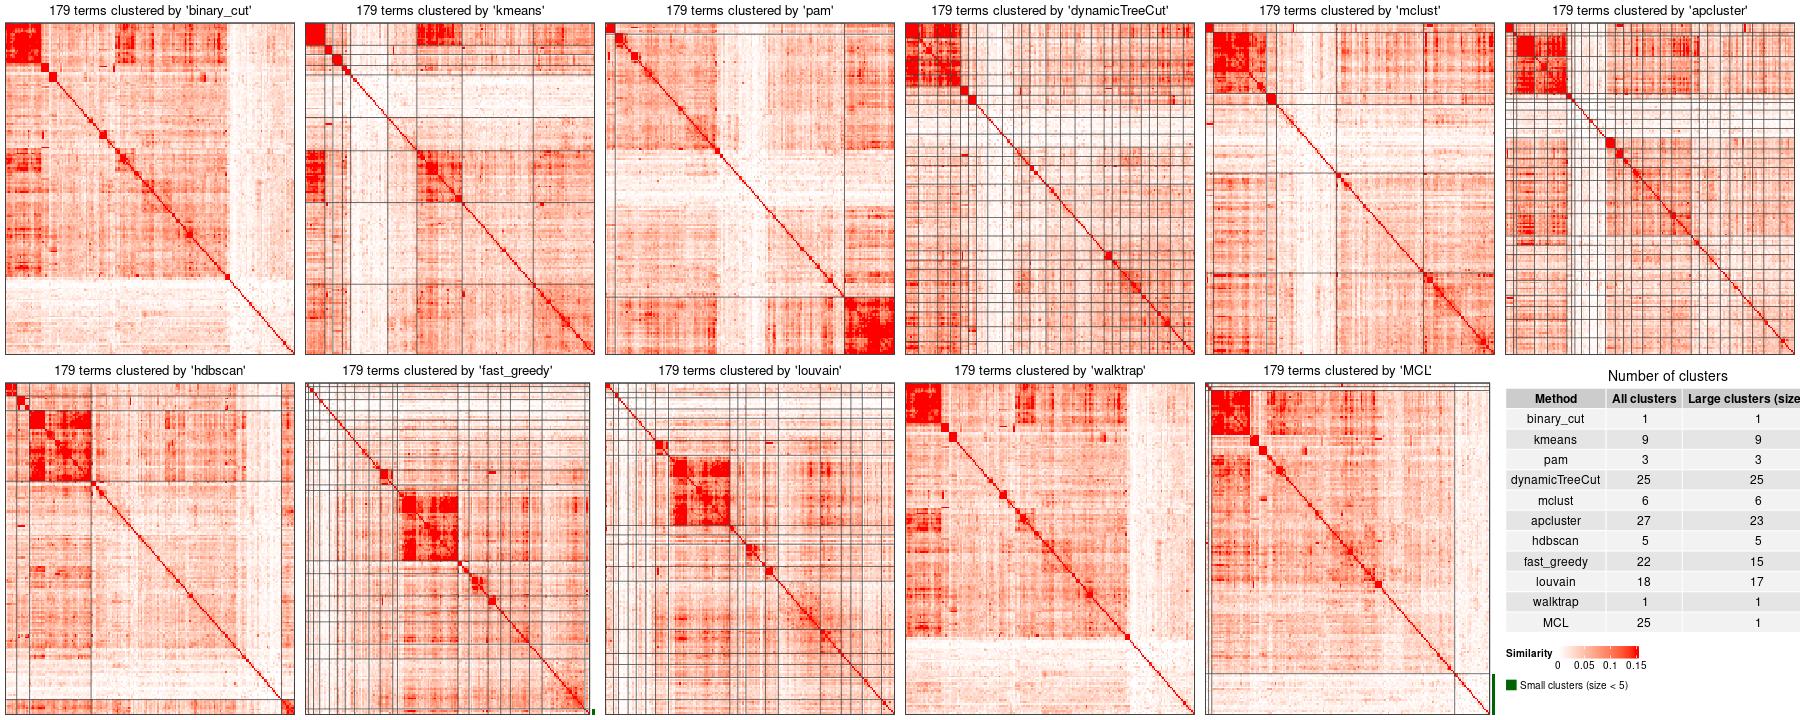 179 terms clustered by 'binary_cut'
179 terms clustered by 'kmeans'
179 terms clustered by 'pam'
179 terms clustered by 'dynamicTreeCut'
179 terms clustered by 'mclust'
179 terms clustered by 'apcluster'
179 terms clustered by 'hdbscan'
179 terms clustered by 'fast_greedy'
179 terms clustered by 'louvain'
179 terms clustered by 'walktrap'
179 terms clustered by 'MCL'
Number of clusters
Method All clusters Large clusters (size
binary_cut 1 1
kmeans 9 9
pam 3 3
dynamicTreeCut 25 25
mclust 6 6
apcluster 27 23
hdbscan 5 5
fast_greedy 22 15
louvain 18 17
walktrap 1 1
MCL 25 1
Similarity
0 0.05 0.1 0.15
Small clusters (size < 5)